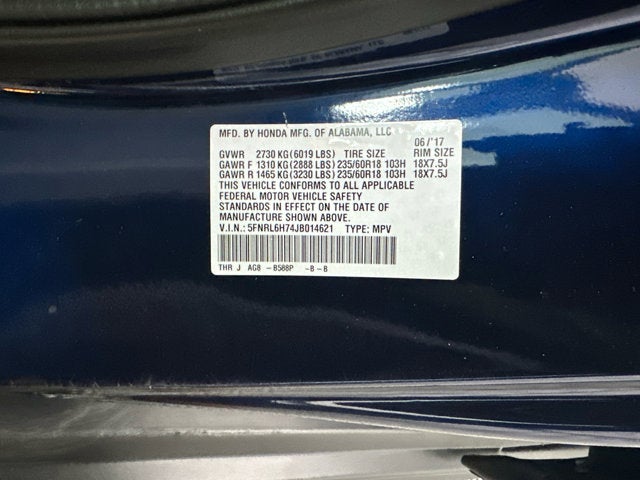 MFD. BY HONDA MFG. OF ALABAMA, LLC 06/'17
GVWR 2730 KG(6019 LBS) TIRE SIZE RIM SIZE
GAWR F 1310 KG(2888 LBS)235/60R18 103H 18X7.5J
GAWR R 1465 KG(3230 LBS)235/60R18 103H 18X7.5J
THIS VEHICLE CONFORMS TO ALL APPLICABLE
FEDERAL MOTOR VEHICLE SAFETY
STANDARDS IN EFFECT ON THE DATE OF
MANUFACTURE SHOWN ABOVE.
V.I.N.: 5FNRL6H74JB014621 TYPE: MPV
THR J AG8 -B588P -B-B